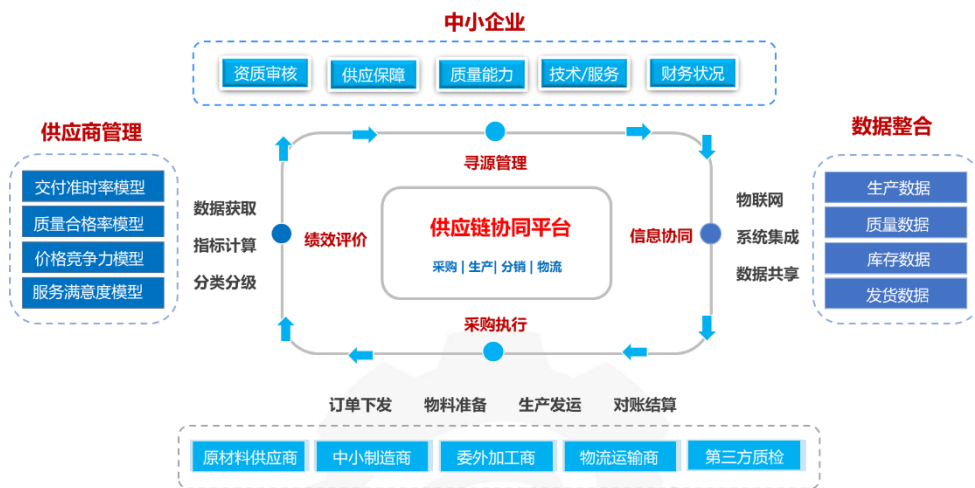 中小企业
资质审核 供应保障 质量能力 技术/服务 财务状况
供应商管理
交付准时率模型
质量合格率模型
价格竞争力模型
服务满意度模型
数据获取
指标计算
分类分级
绩效评价
寻源管理
供应链协同平台
采购 | 生产| 分销 | 物流
采购执行
信息协同
物联网
系统集成
数据共享
数据整合
生产数据
质量数据
库存数据
发货数据
订单下发 物料准备 生产发运 对账结算
原材料供应商 中小制造商 委外加工商 物流运输商 第三方质检